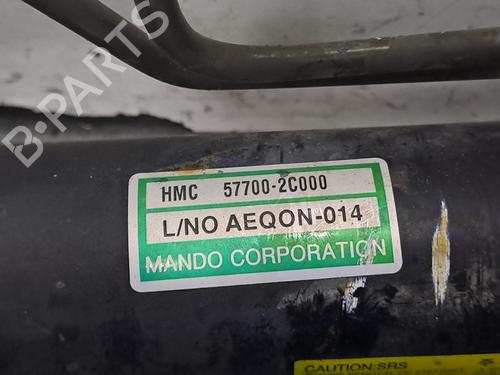 B-PARTS
HMC 57700-2C000
L/NO AEQON-014
MANDO CORPORATION
CAUTION:SRS